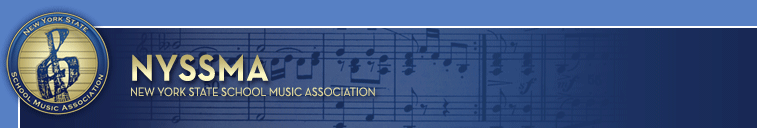 NEW YORK STATE
SCHOOL MUSIC ASSOCIATION
NYSSMA
NEW YORK STATE SCHOOL MUSIC ASSOCIATION